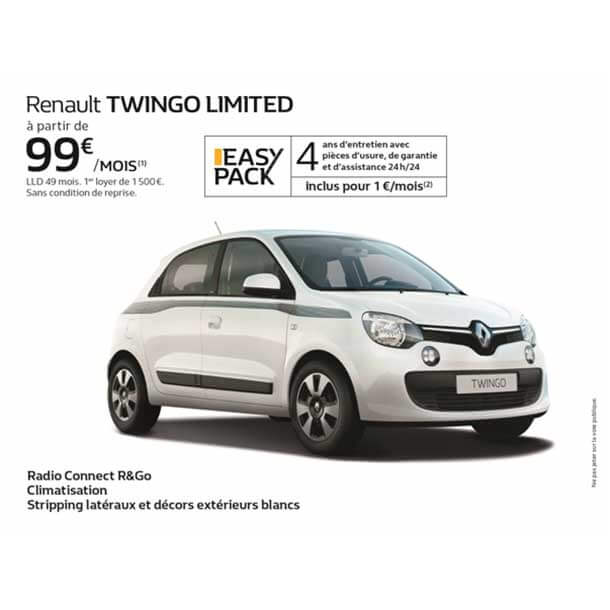 Renault TWINGO LIMITED
à partir de
99€/MOIS(1)
LLD 49 mois. 1er loyer de 1 500 €.
Sans condition de reprise.
EASY
PACK
4 ans d'entretien avec
pièces d'usure, de garantie
et d'assistance 24h/24
inclus pour 1 €/mois(2)
TWINGO
Radio Connect R&Go
Climatisation
Stripping latéraux et décors extérieurs blancs
Ne pas jeter sur la voie publique.